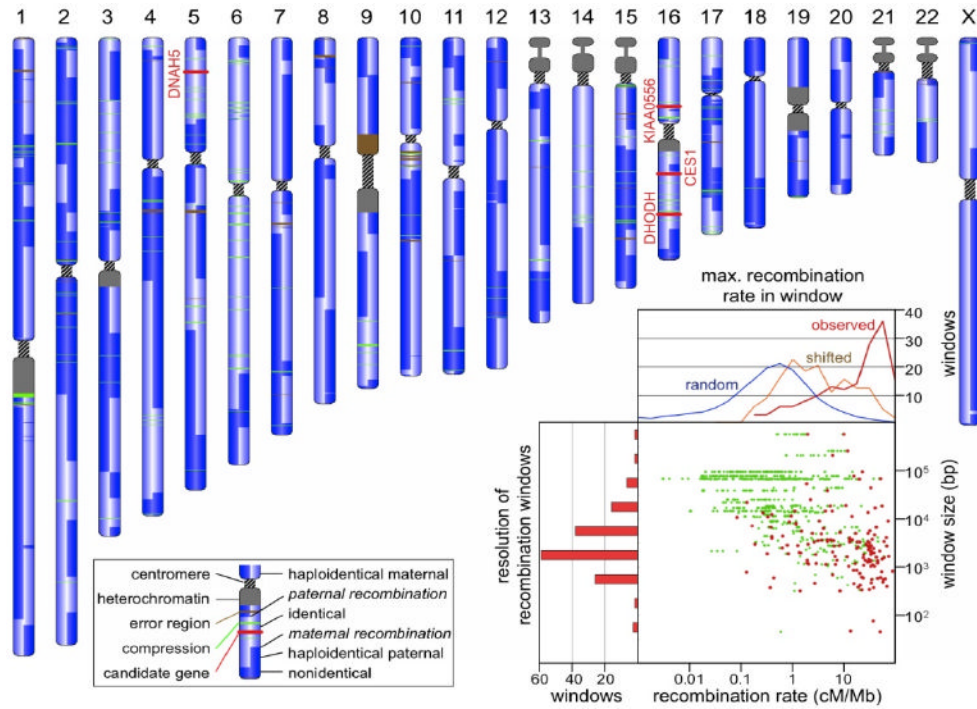 1 2 3 4 5 6 7 8 9 10 11 12 13 14 15 16 17 18 19 20 21 22 X
DNAH5
KIAA0556
CES1
DHODH
max. recombination
rate in window
observed
shifted
random
40
30
20
10
windows
resolution of
recombination windows
10⁵
10⁴
10³
10²
window size (bp)
60 40 20
windows
0.01 0.1 1 10
recombination rate (cM/Mb)
centromere
heterochromatin
error region
compression
candidate gene
haploidentical maternal
paternal recombination
identical
maternal recombination
haploidentical paternal
nonidentical